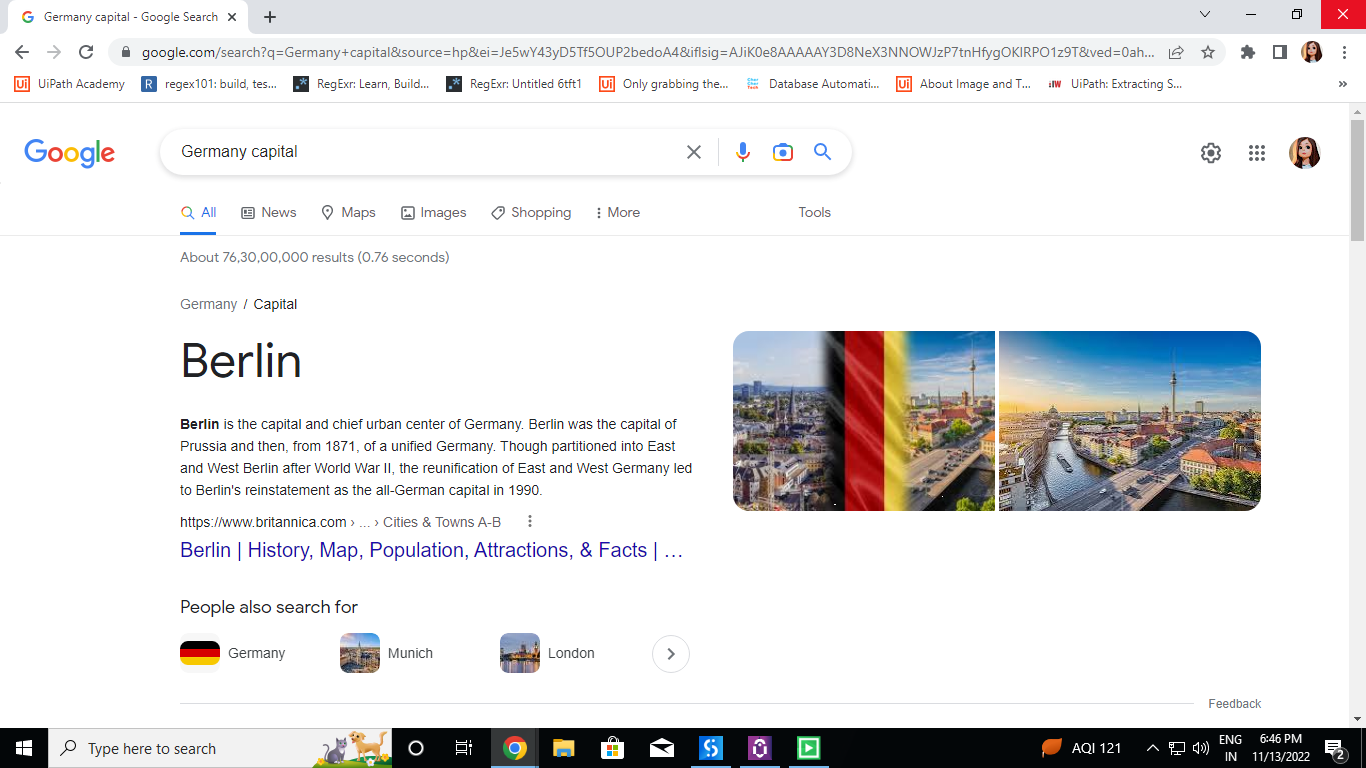 Germany capital - Google Search
google.com/search?q=Germany+capital&source=hp&ei=Je5wY43yD5Tf5OUP2bedoA4&iflsig=AJiK0e8AAAAAY3D8NeX3NNOWJzP7tnHfygOKlRPO1z9T&ved=0ah...
UiPath Academy
regex101: build, tes...
RegExr: Learn, Build...
RegExr: Untitled 6tft1
Only grabbing the...
Database Automati...
About Image and T...
UiPath: Extracting S...
Google
Germany capital
All
News
Maps
Images
Shopping
More
Tools
About 76,30,00,000 results (0.76 seconds)
Germany / Capital
Berlin
Berlin is the capital and chief urban center of Germany. Berlin was the capital of
Prussia and then, from 1871, of a unified Germany. Though partitioned into East
and West Berlin after World War II, the reunification of East and West Germany led
to Berlin's reinstatement as the all-German capital in 1990.
https://www.britannica.com › ... › Cities & Towns A-B
Berlin | History, Map, Population, Attractions, & Facts | ...
People also search for
Germany
Munich
London
Feedback
Type here to search
AQI 121
ENG
IN
6:46 PM
11/13/2022
2